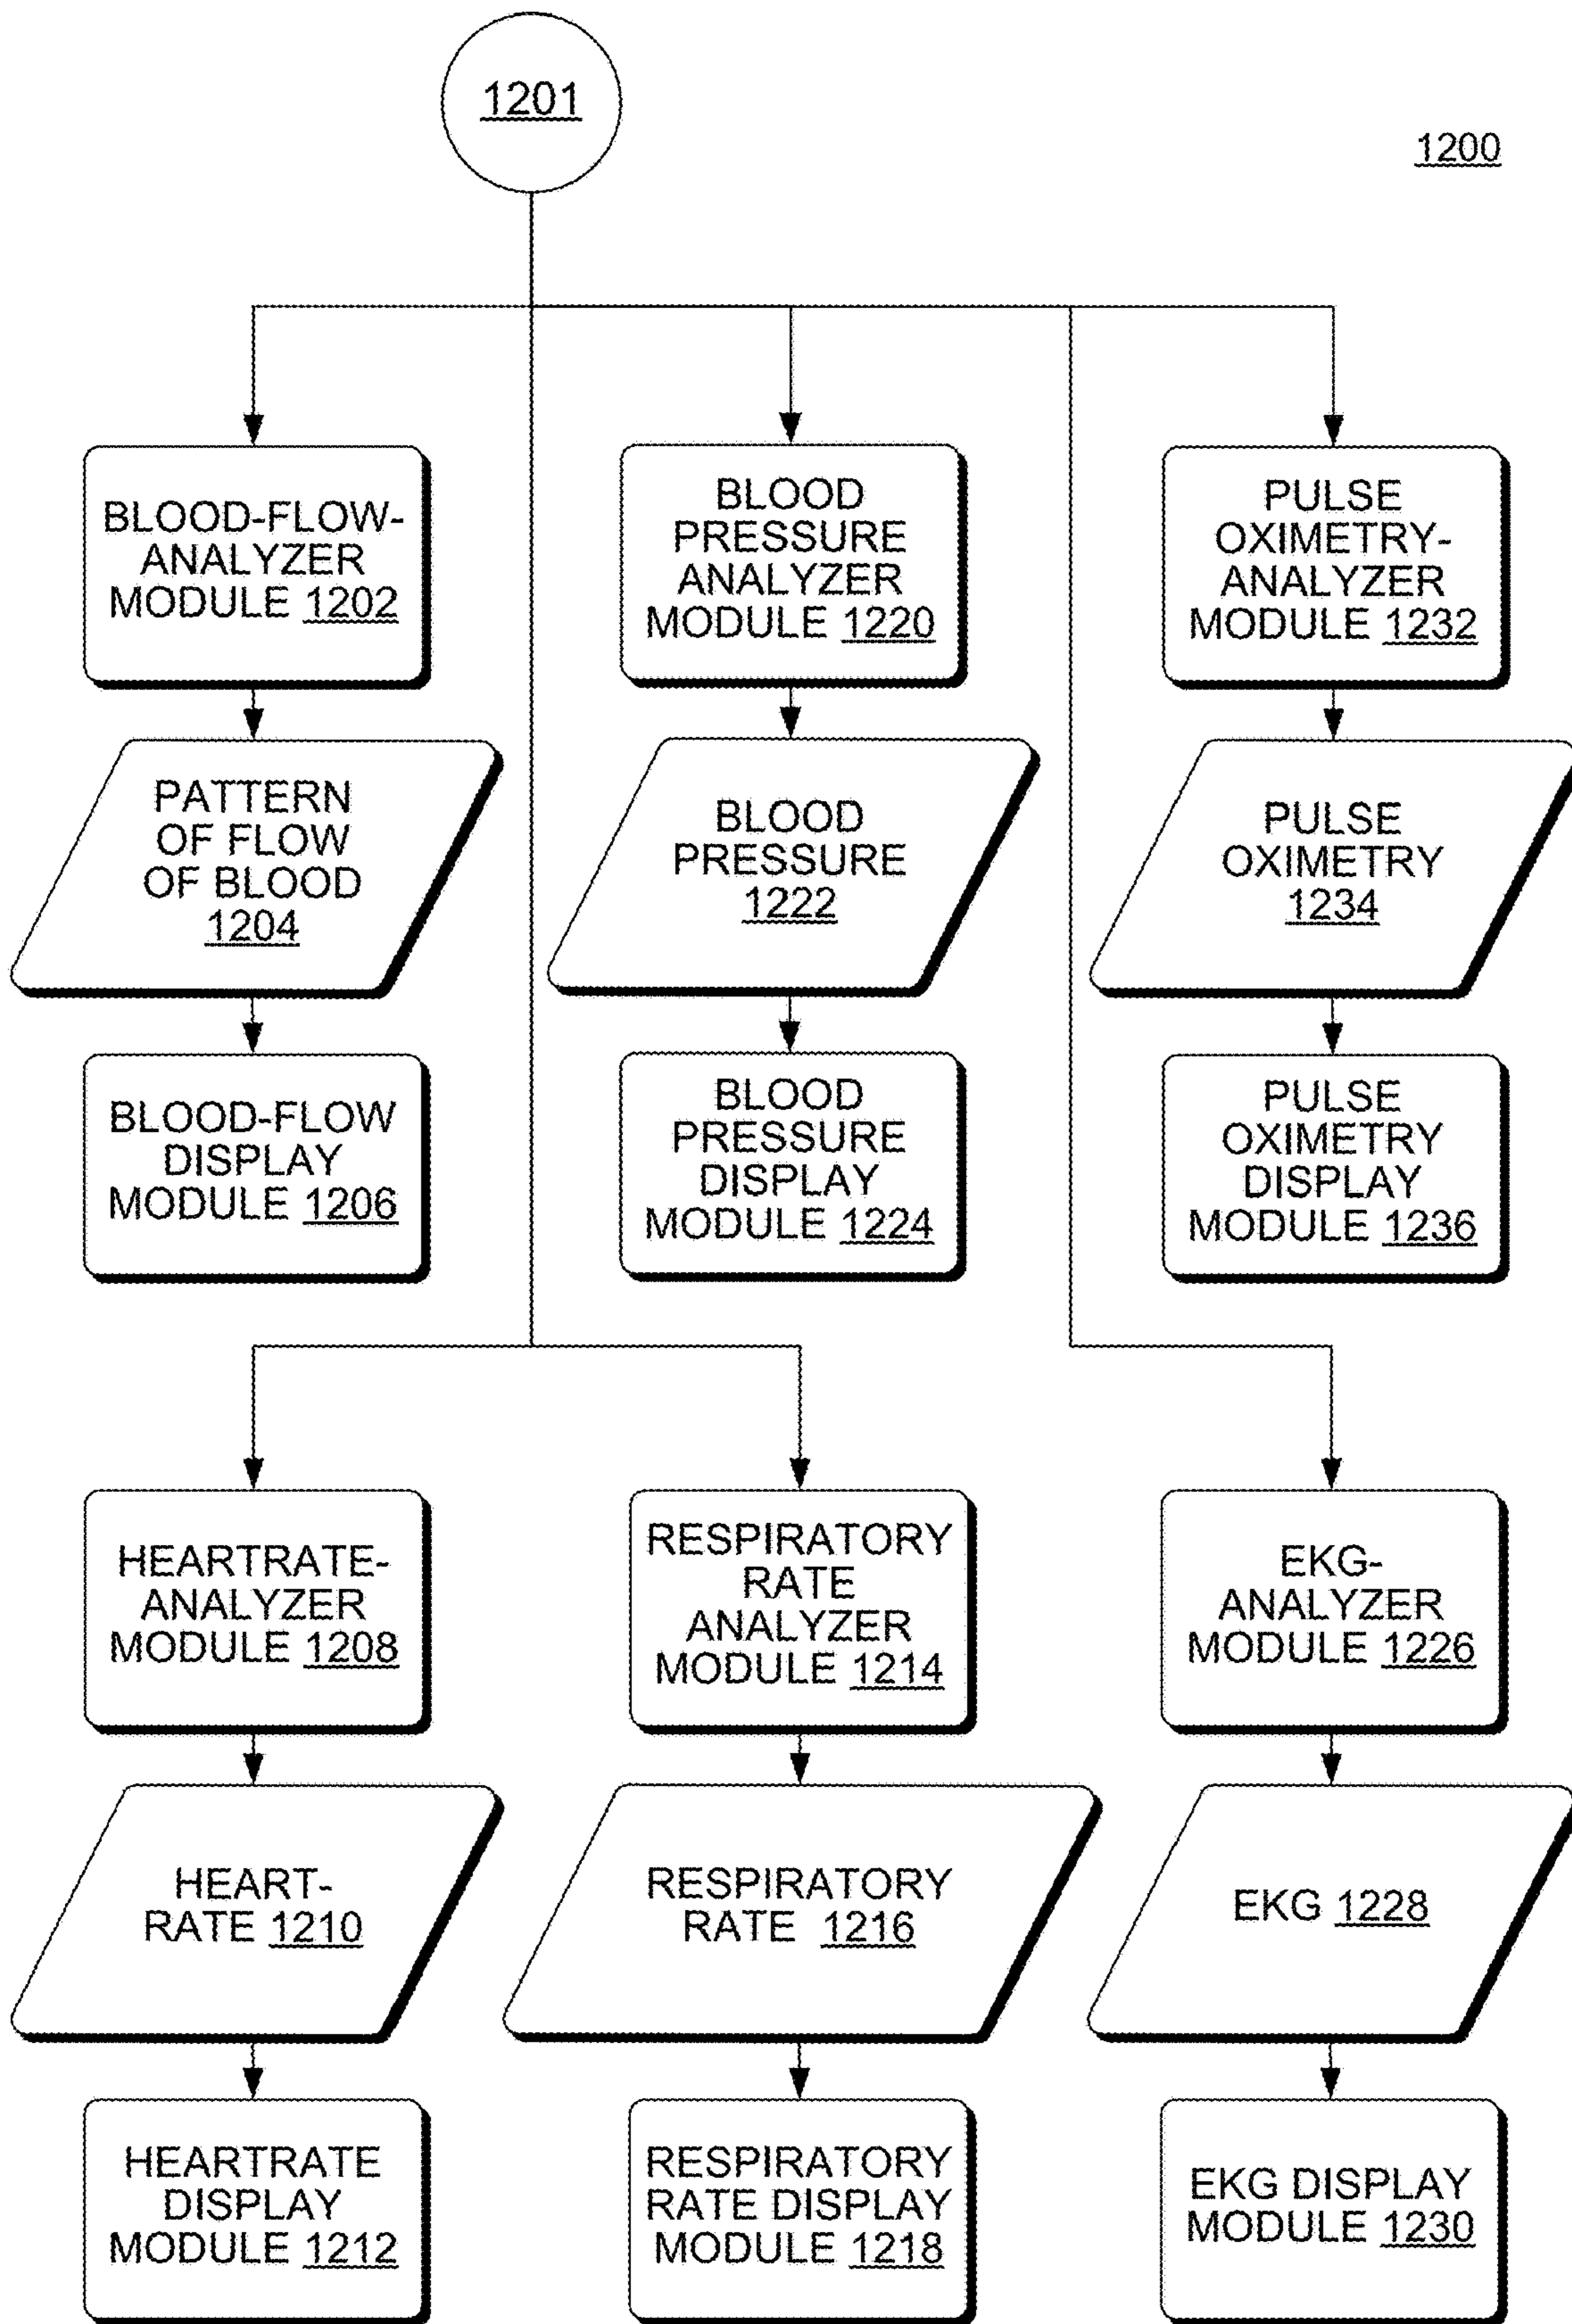 1201
1200
BLOOD-FLOW-
ANALYZER
MODULE 1202
BLOOD
PRESSURE
ANALYZER
MODULE 1220
PULSE
OXIMETRY-
ANALYZER
MODULE 1232
PATTERN
OF FLOW
OF BLOOD
1204
BLOOD
PRESSURE
1222
PULSE
OXIMETRY
1234
BLOOD-FLOW
DISPLAY
MODULE 1206
BLOOD
PRESSURE
DISPLAY
MODULE 1224
PULSE
OXIMETRY
DISPLAY
MODULE 1236
HEARTRATE-
ANALYZER
MODULE 1208
RESPIRATORY
RATE
ANALYZER
MODULE 1214
EKG-
ANALYZER
MODULE 1226
HEART-
RATE 1210
RESPIRATORY
RATE 1216
EKG 1228
HEARTRATE
DISPLAY
MODULE 1212
RESPIRATORY
RATE DISPLAY
MODULE 1218
EKG DISPLAY
MODULE 1230